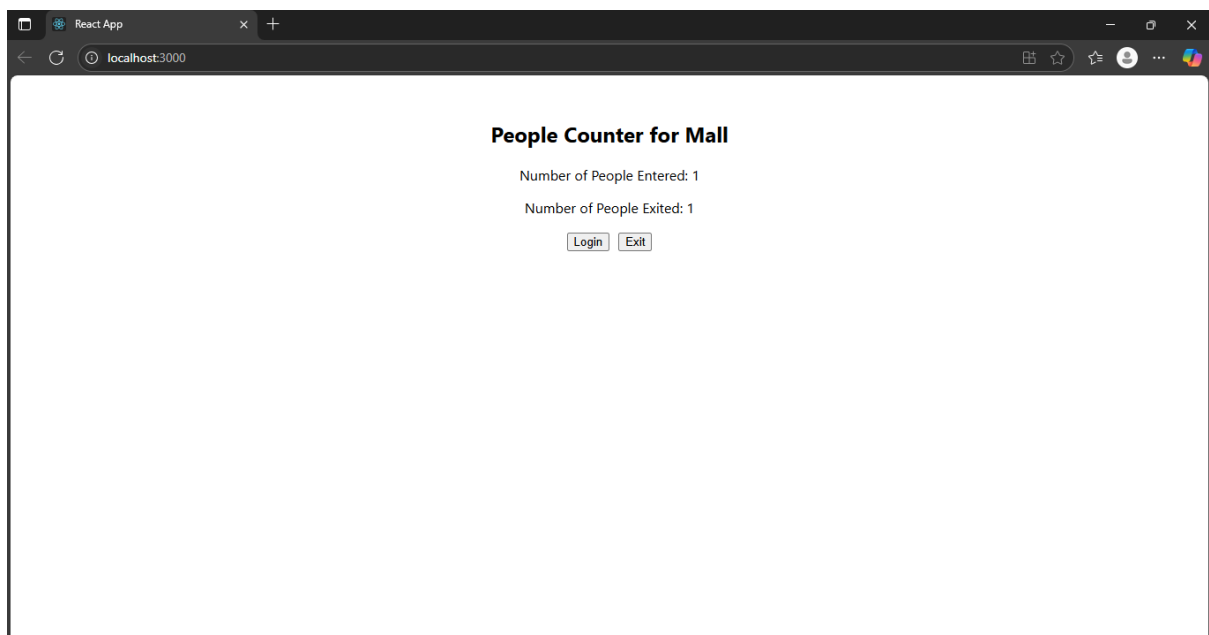 React App
localhost:3000
People Counter for Mall
Number of People Entered: 1
Number of People Exited: 1
Login Exit